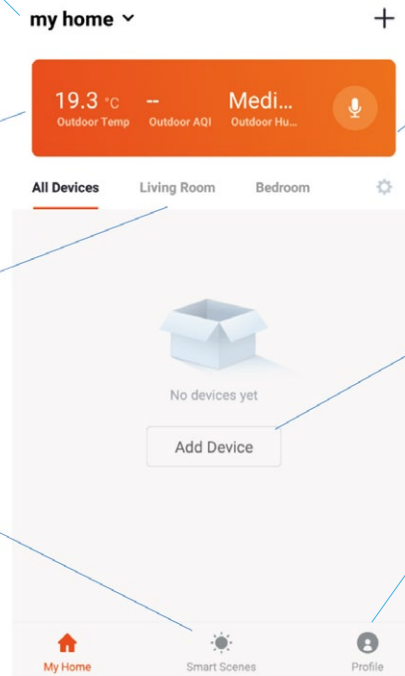 my home
19.3 °C -- Medi...
Outdoor Temp Outdoor AQI Outdoor Hu...
All Devices Living Room Bedroom
No devices yet
Add Device
My Home Smart Scenes Profile